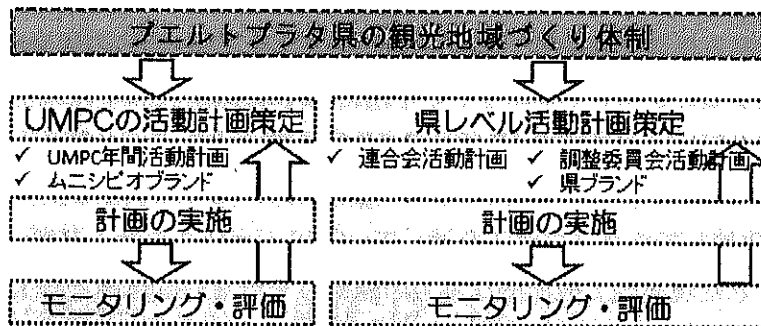 プエルトプラタ県の観光地域づくり体制
UMPCの活動計画策定
✓ UMPC年間活動計画
✓ ムニシピオブランド
計画の実施
モニタリング・評価
県レベル活動計画策定
✓ 連合会活動計画 ✓ 調整委員会活動計画
✓ 県ブランド
計画の実施
モニタリング・評価